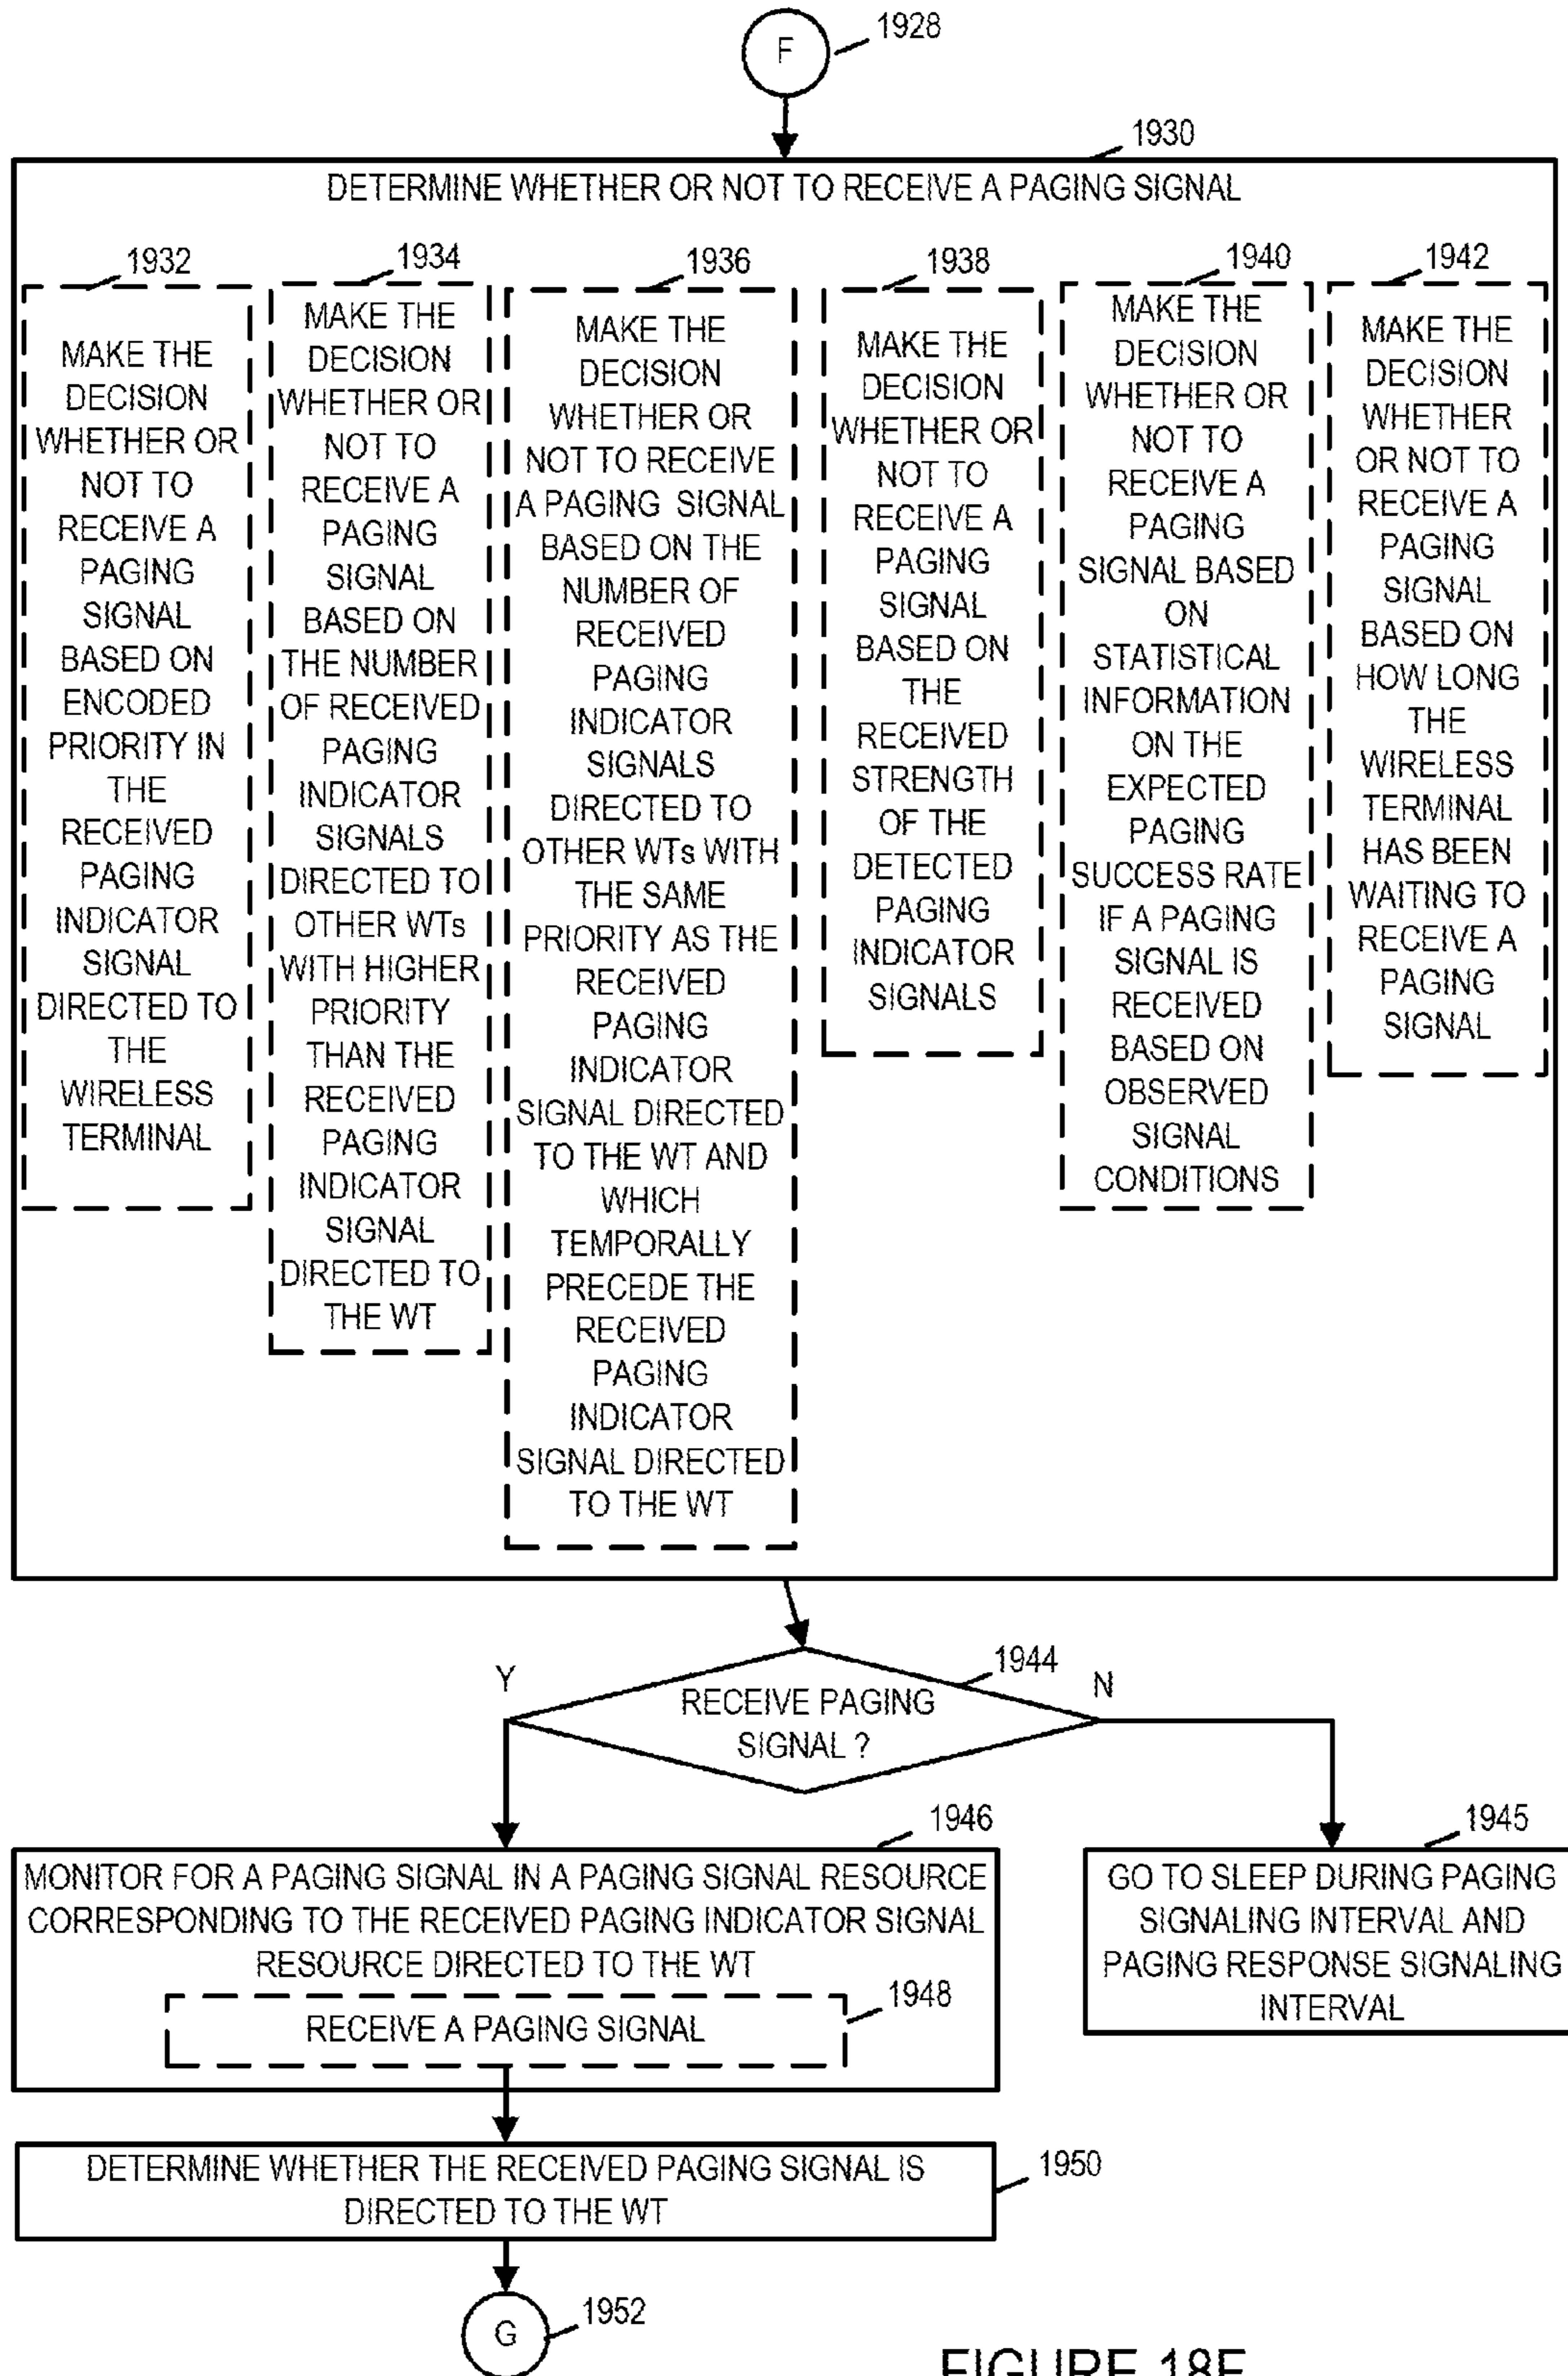 F
1928
1930
DETERMINE WHETHER OR NOT TO RECEIVE A PAGING SIGNAL
1932
MAKE THE
DECISION
WHETHER OR
NOT TO
RECEIVE A
PAGING
SIGNAL
BASED ON
ENCODED
PRIORITY IN
THE
RECEIVED
PAGING
INDICATOR
SIGNAL
DIRECTED TO
THE
WIRELESS
TERMINAL
1934
MAKE THE
DECISION
WHETHER OR
NOT TO
RECEIVE A
PAGING
SIGNAL
BASED ON
THE NUMBER
OF RECEIVED
PAGING
INDICATOR
SIGNALS
DIRECTED TO
OTHER WTs
WITH HIGHER
PRIORITY
THAN THE
RECEIVED
PAGING
INDICATOR
SIGNAL
DIRECTED TO
THE WT
1936
MAKE THE
DECISION
WHETHER OR
NOT TO RECEIVE
A PAGING SIGNAL
BASED ON THE
NUMBER OF
RECEIVED
PAGING
INDICATOR
SIGNALS
DIRECTED TO
OTHER WTs WITH
THE SAME
PRIORITY AS THE
RECEIVED
PAGING
INDICATOR
SIGNAL DIRECTED
TO THE WT AND
WHICH
TEMPORALLY
PRECEDE THE
RECEIVED
PAGING
INDICATOR
SIGNAL DIRECTED
TO THE WT
1938
MAKE THE
DECISION
WHETHER OR
NOT TO
RECEIVE A
PAGING
SIGNAL
BASED ON
THE
RECEIVED
STRENGTH
OF THE
DETECTED
PAGING
INDICATOR
SIGNALS
1940
MAKE THE
DECISION
WHETHER OR
NOT TO
RECEIVE A
PAGING
SIGNAL BASED
ON
STATISTICAL
INFORMATION
ON THE
EXPECTED
PAGING
SUCCESS RATE
IF A PAGING
SIGNAL IS
RECEIVED
BASED ON
OBSERVED
SIGNAL
CONDITIONS
1942
MAKE THE
DECISION
WHETHER
OR NOT TO
RECEIVE A
PAGING
SIGNAL
BASED ON
HOW LONG
THE
WIRELESS
TERMINAL
HAS BEEN
WAITING TO
RECEIVE A
PAGING
SIGNAL
1944
Y
N
RECEIVE PAGING
SIGNAL ?
1946
MONITOR FOR A PAGING SIGNAL IN A PAGING SIGNAL RESOURCE
CORRESPONDING TO THE RECEIVED PAGING INDICATOR SIGNAL
RESOURCE DIRECTED TO THE WT
1948
RECEIVE A PAGING SIGNAL
1945
GO TO SLEEP DURING PAGING
SIGNALING INTERVAL AND
PAGING RESPONSE SIGNALING
INTERVAL
DETERMINE WHETHER THE RECEIVED PAGING SIGNAL IS
DIRECTED TO THE WT
1950
G
1952
FIGURE 18E